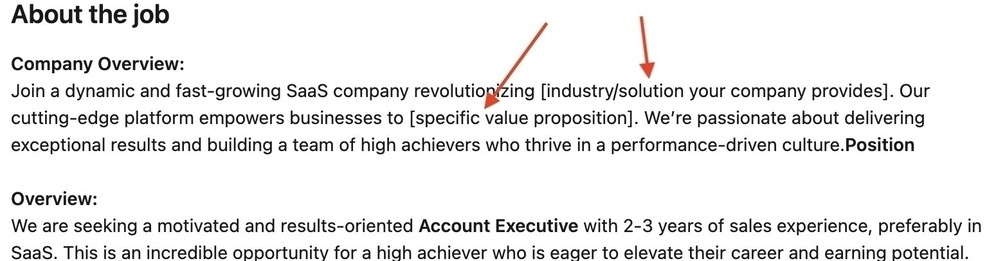 About the job
Company Overview:
Join a dynamic and fast-growing SaaS company revolutionizing [industry/solution your company provides]. Our
cutting-edge platform empowers businesses to [specific value proposition]. We're passionate about delivering
exceptional results and building a team of high achievers who thrive in a performance-driven culture.Position
Overview:
We are seeking a motivated and results-oriented Account Executive with 2-3 years of sales experience, preferably in
SaaS. This is an incredible opportunity for a high achiever who is eager to elevate their career and earning potential.